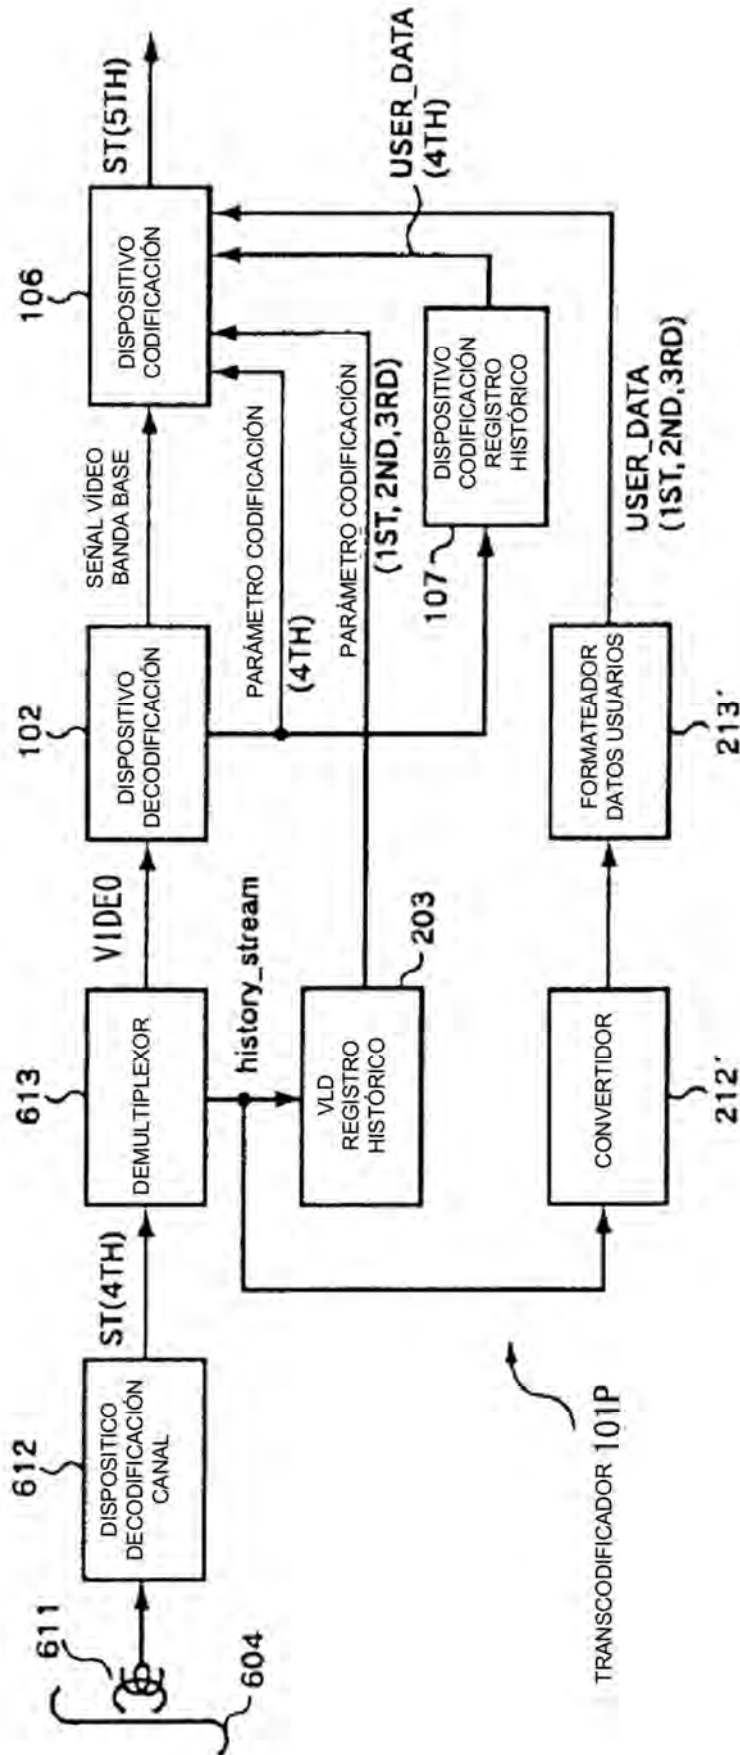 604
611
612
DISPOSITICO
DECODIFICACIÓN
CANAL
ST(4TH)
613
DEMULTIPLEXOR
VIDEO
history_stream
VLD
REGISTRO
HISTÓRICO
203
102
DISPOSITIVO
DECODIFICACIÓN
SEÑAL VÍDEO
BANDA BASE
106
DISPOSITIVO
CODIFICACIÓN
ST(5TH)
PARÁMETRO CODIFICACIÓN
(4TH)
PARÁMETRO CODIFICACIÓN
(1ST, 2ND, 3RD)
107
DISPOSITIVO
CODIFICACIÓN
REGISTRO
HISTÓRICO
USER_DATA
(4TH)
CONVERTIDOR
212´
FORMATEADOR
DATOS USUARIOS
213´
USER_DATA
(1ST, 2ND, 3RD)
TRANSCODIFICADOR 101P